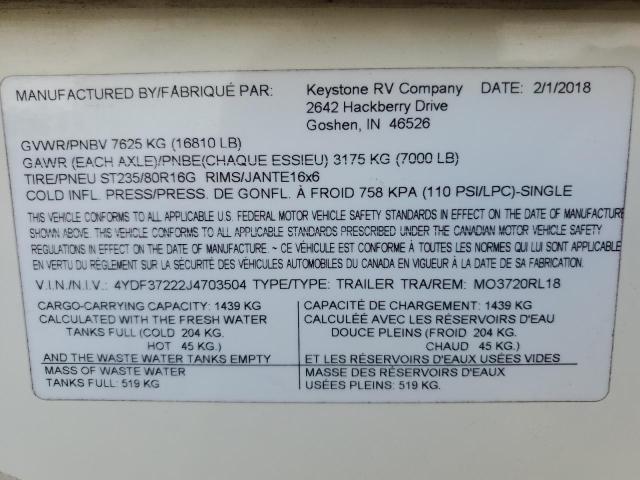 MANUFACTURED BY/FABRIQUÉ PAR: Keystone RV Company DATE: 2/1/2018
2642 Hackberry Drive
Goshen, IN 46526
GVWR/PNBV 7625 KG (16810 LB)
GAWR (EACH AXLE)/PNBE(CHAQUE ESSIEU) 3175 KG (7000 LB)
TIRE/PNEU ST235/80R16G RIMS/JANTE16x6
COLD INFL. PRESS/PRESS. DE GONFL. À FROID 758 KPA (110 PSI/LPC)-SINGLE
THIS VEHICLE CONFORMS TO ALL APPLICABLE U.S. FEDERAL MOTOR VEHICLE SAFETY STANDARDS IN EFFECT ON THE DATE OF MANUFACTURE
SHOWN ABOVE. THIS VEHICLE CONFORMS TO ALL APPLICABLE STANDARDS PRESCRIBED UNDER THE CANADIAN MOTOR VEHICLE SAFETY
REGULATIONS IN EFFECT ON THE DATE OF MANUFACTURE. ~ CE VÉHICULE EST CONFORME À TOUTES LES NORMES QUI LUI SONT APPLICABLE
EN VERTU DU RÈGLEMENT SUR LA SÉCURITÉ DES VÉHICULES AUTOMOBILES DU CANADA EN VIGUEUR À LA DATE DE SA FABRICATION.
V.I.N./N.I.V.: 4YDF37222J4703504 TYPE/TYPE: TRAILER TRA/REM: MO3720RL18
CARGO-CARRYING CAPACITY: 1439 KG
CALCULATED WITH THE FRESH WATER
TANKS FULL (COLD 204 KG.
HOT 45 KG.)
AND THE WASTE WATER TANKS EMPTY
MASS OF WASTE WATER
TANKS FULL: 519 KG
CAPACITÉ DE CHARGEMENT: 1439 KG
CALCULÉE AVEC LES RÉSERVOIRS D'EAU
DOUCE PLEINS (FROID 204 KG.
CHAUD 45 KG.)
ET LES RÉSERVOIRS D'EAUX USÉES VIDES
MASSE DES RÉSERVOIRS D'EAUX
USÉES PLEINS: 519 KG.